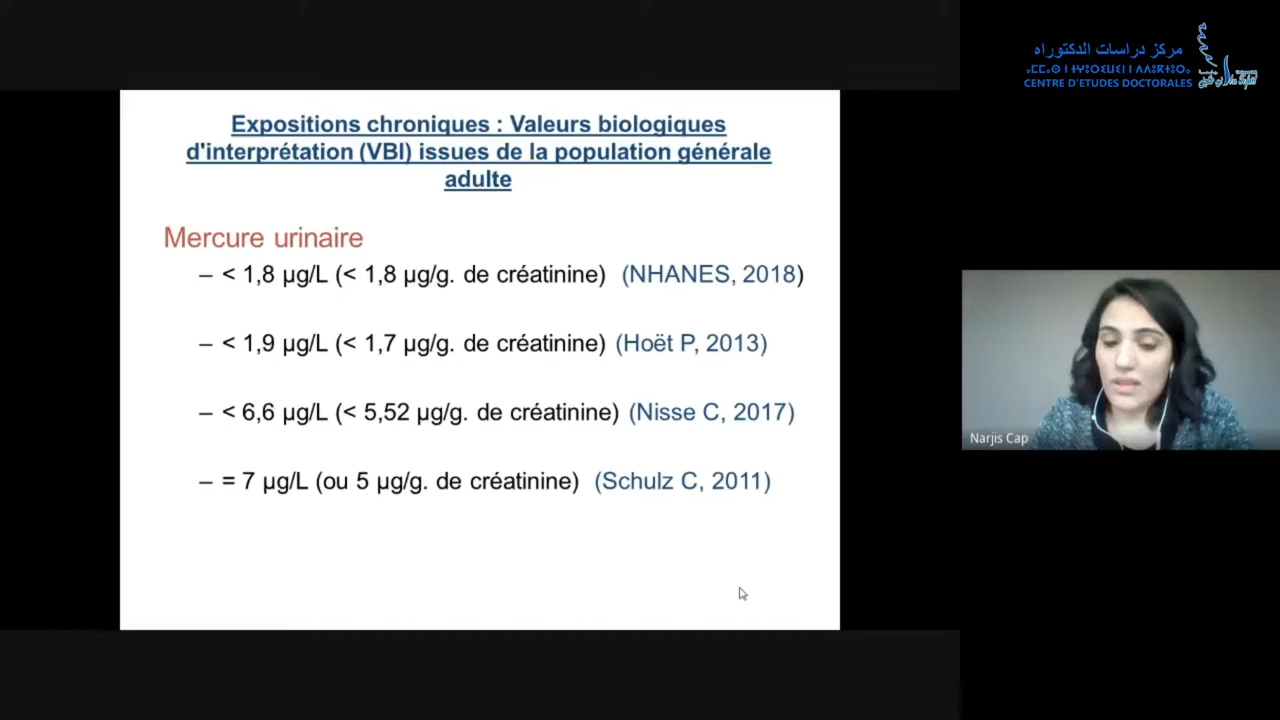 Expositions chroniques : Valeurs biologiques
d'interprétation (VBI) issues de la population générale
adulte
Mercure urinaire
– < 1,8 µg/L (< 1,8 µg/g. de créatinine) (NHANES, 2018)
– < 1,9 µg/L (< 1,7 µg/g. de créatinine) (Hoët P, 2013)
– < 6,6 µg/L (< 5,52 µg/g. de créatinine) (Nisse C, 2017)
– = 7 µg/L (ou 5 µg/g. de créatinine) (Schulz C, 2011)
مركز دراسات الدكتوراه
CENTRE D'ETUDES DOCTORALES
Narjis Cap